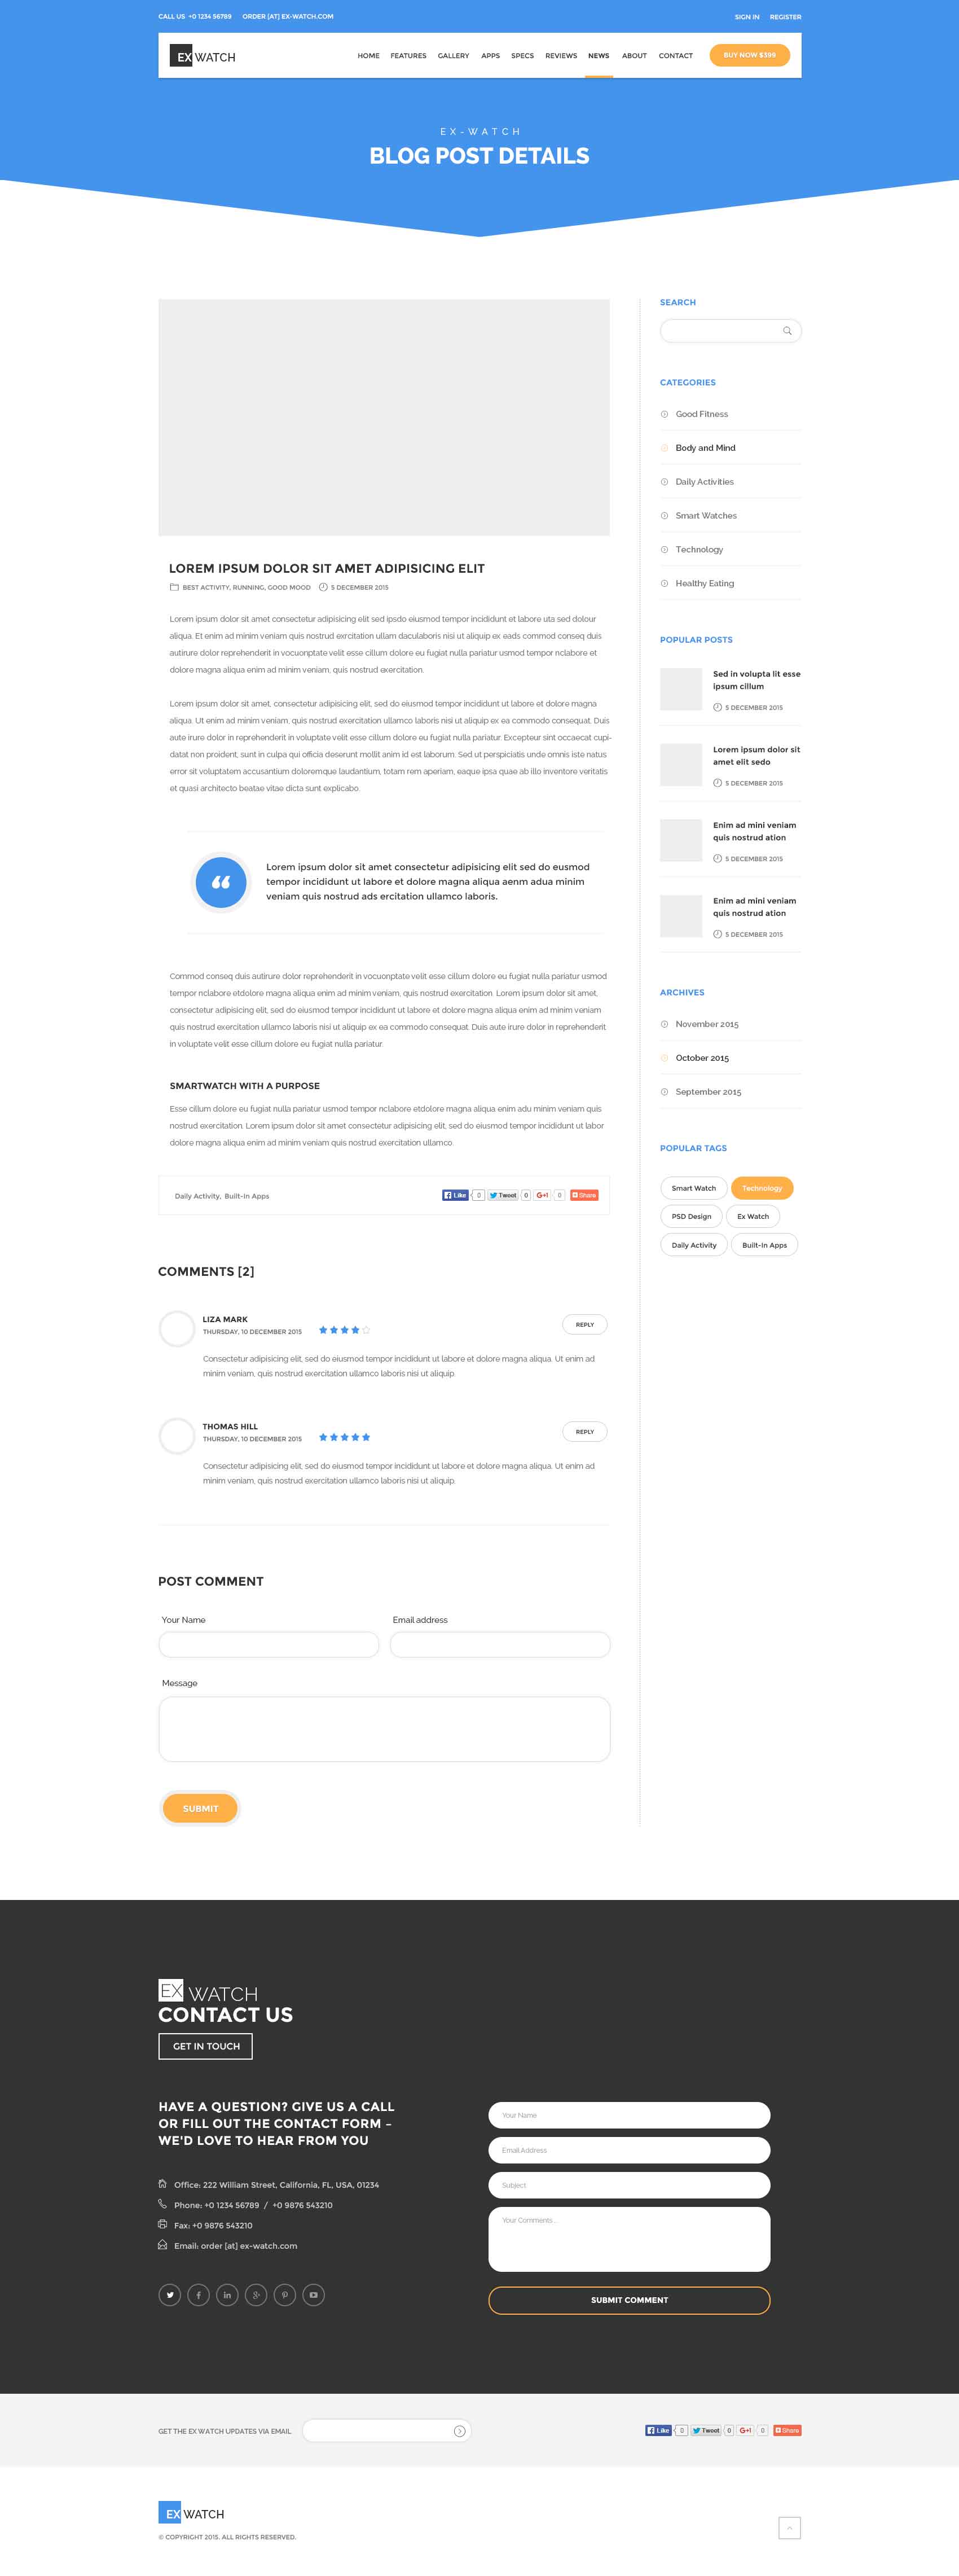 CALL US +0 1234 56789 ORDER [AT] EX-WATCH.COM
SIGN IN REGISTER
EX WATCH
HOME FEATURES GALLERY APPS SPECS REVIEWS NEWS ABOUT CONTACT BUY NOW $399
EX-WATCH
BLOG POST DETAILS
LOREM IPSUM DOLOR SIT AMET ADIPISICING ELIT
BEST ACTIVITY, RUNNING, GOOD MOOD 5 DECEMBER 2015
Lorem ipsum dolor sit amet consectetur adipisicing elit sed ipsdo eiusmod tempor incididunt et labore uta sed dolour
aliqua. Et enim ad minim veniam quis nostrud exrcitation ullam daculaboris nisi ut aliquip ex eads commod conseq duis
autirure dolor reprehenderit in vocuonptate velit esse cillum dolore eu fugiat nulla pariatur usmod tempor nclabore et
dolore magna aliqua enim ad minim veniam, quis nostrud exercitation.
Lorem ipsum dolor sit amet, consectetur adipisicing elit, sed do eiusmod tempor incididunt ut labore et dolore magna
aliqua. Ut enim ad minim veniam, quis nostrud exercitation ullamco laboris nisi ut aliquip ex ea commodo consequat. Duis
aute irure dolor in reprehenderit in voluptate velit esse cillum dolore eu fugiat nulla pariatur. Excepteur sint occaecat cupi-
datat non proident, sunt in culpa qui officia deserunt mollit anim id est laborum. Sed ut perspiciatis unde omnis iste natus
error sit voluptatem accusantium doloremque laudantium, totam rem aperiam, eaque ipsa quae ab illo inventore veritatis
et quasi architecto beatae vitae dicta sunt explicabo.
Lorem ipsum dolor sit amet consectetur adipisicing elit sed do eusmod
tempor incididunt ut labore et dolore magna aliqua aenm adua minim
veniam quis nostrud ads ercitation ullamco laboris.
Commod conseq duis autirure dolor reprehenderit in vocuonptate velit esse cillum dolore eu fugiat nulla pariatur usmod
tempor nclabore etdolore magna aliqua enim ad minim veniam, quis nostrud exercitation. Lorem ipsum dolor sit amet,
consectetur adipisicing elit, sed do eiusmod tempor incididunt ut labore et dolore magna aliqua enim ad minim veniam
quis nostrud exercitation ullamco laboris nisi ut aliquip ex ea commodo consequat. Duis aute irure dolor in reprehenderit
in voluptate velit esse cillum dolore eu fugiat nulla pariatur.
SMARTWATCH WITH A PURPOSE
Esse cillum dolore eu fugiat nulla pariatur usmod tempor nclabore etdolore magna aliqua enim adu minim veniam quis
nostrud exercitation. Lorem ipsum dolor sit amet consectetur adipisicing elit, sed do eiusmod tempor incididunt ut labor
dolore magna aliqua enim ad minim veniam quis nostrud exercitation ullamco.
Daily Activity, Built-In Apps
Like 0 Tweet 0 G+1 0 Share
COMMENTS [2]
LIZA MARK
THURSDAY, 10 DECEMBER 2015
REPLY
Consectetur adipisicing elit, sed do eiusmod tempor incididunt ut labore et dolore magna aliqua. Ut enim ad
minim veniam, quis nostrud exercitation ullamco laboris nisi ut aliquip.
THOMAS HILL
THURSDAY, 10 DECEMBER 2015
REPLY
Consectetur adipisicing elit, sed do eiusmod tempor incididunt ut labore et dolore magna aliqua. Ut enim ad
minim veniam, quis nostrud exercitation ullamco laboris nisi ut aliquip.
POST COMMENT
Your Name Email address
Message
SUBMIT
SEARCH
CATEGORIES
Good Fitness
Body and Mind
Daily Activities
Smart Watches
Technology
Healthy Eating
POPULAR POSTS
Sed in volupta lit esse
ipsum cillum
5 DECEMBER 2015
Lorem ipsum dolor sit
amet elit sedo
5 DECEMBER 2015
Enim ad mini veniam
quis nostrud ation
5 DECEMBER 2015
Enim ad mini veniam
quis nostrud ation
5 DECEMBER 2015
ARCHIVES
November 2015
October 2015
September 2015
POPULAR TAGS
Smart Watch Technology
PSD Design Ex Watch
Daily Activity Built-In Apps
EX WATCH
CONTACT US
GET IN TOUCH
HAVE A QUESTION? GIVE US A CALL
OR FILL OUT THE CONTACT FORM –
WE'D LOVE TO HEAR FROM YOU
Office: 222 William Street, California, FL, USA, 01234
Phone: +0 1234 56789 / +0 9876 543210
Fax: +0 9876 543210
Email: order [at] ex-watch.com
Your Name
Email Address
Subject
Your Comments...
SUBMIT COMMENT
GET THE EX WATCH UPDATES VIA EMAIL
Like 0 Tweet 0 G+1 0 Share
EX WATCH
© COPYRIGHT 2015. ALL RIGHTS RESERVED.